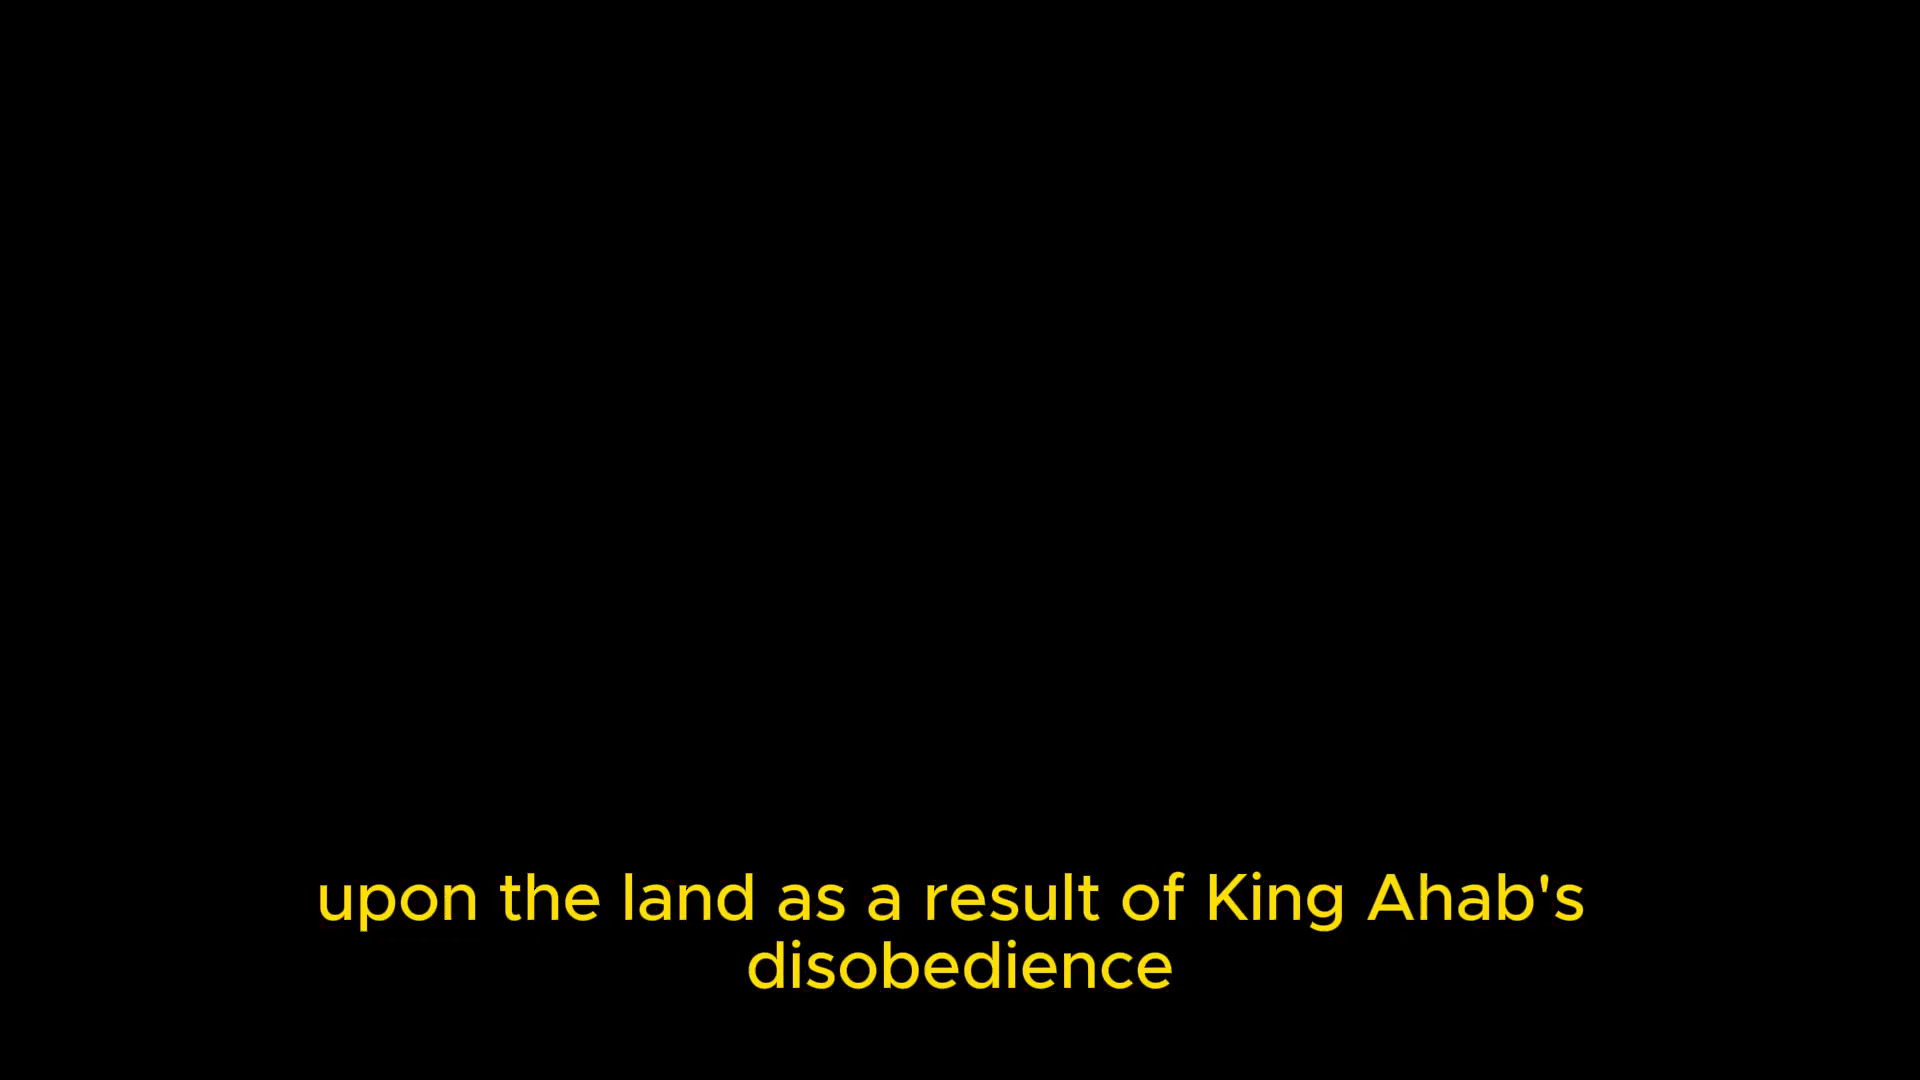 upon the land as a result of King Ahab's
disobedience